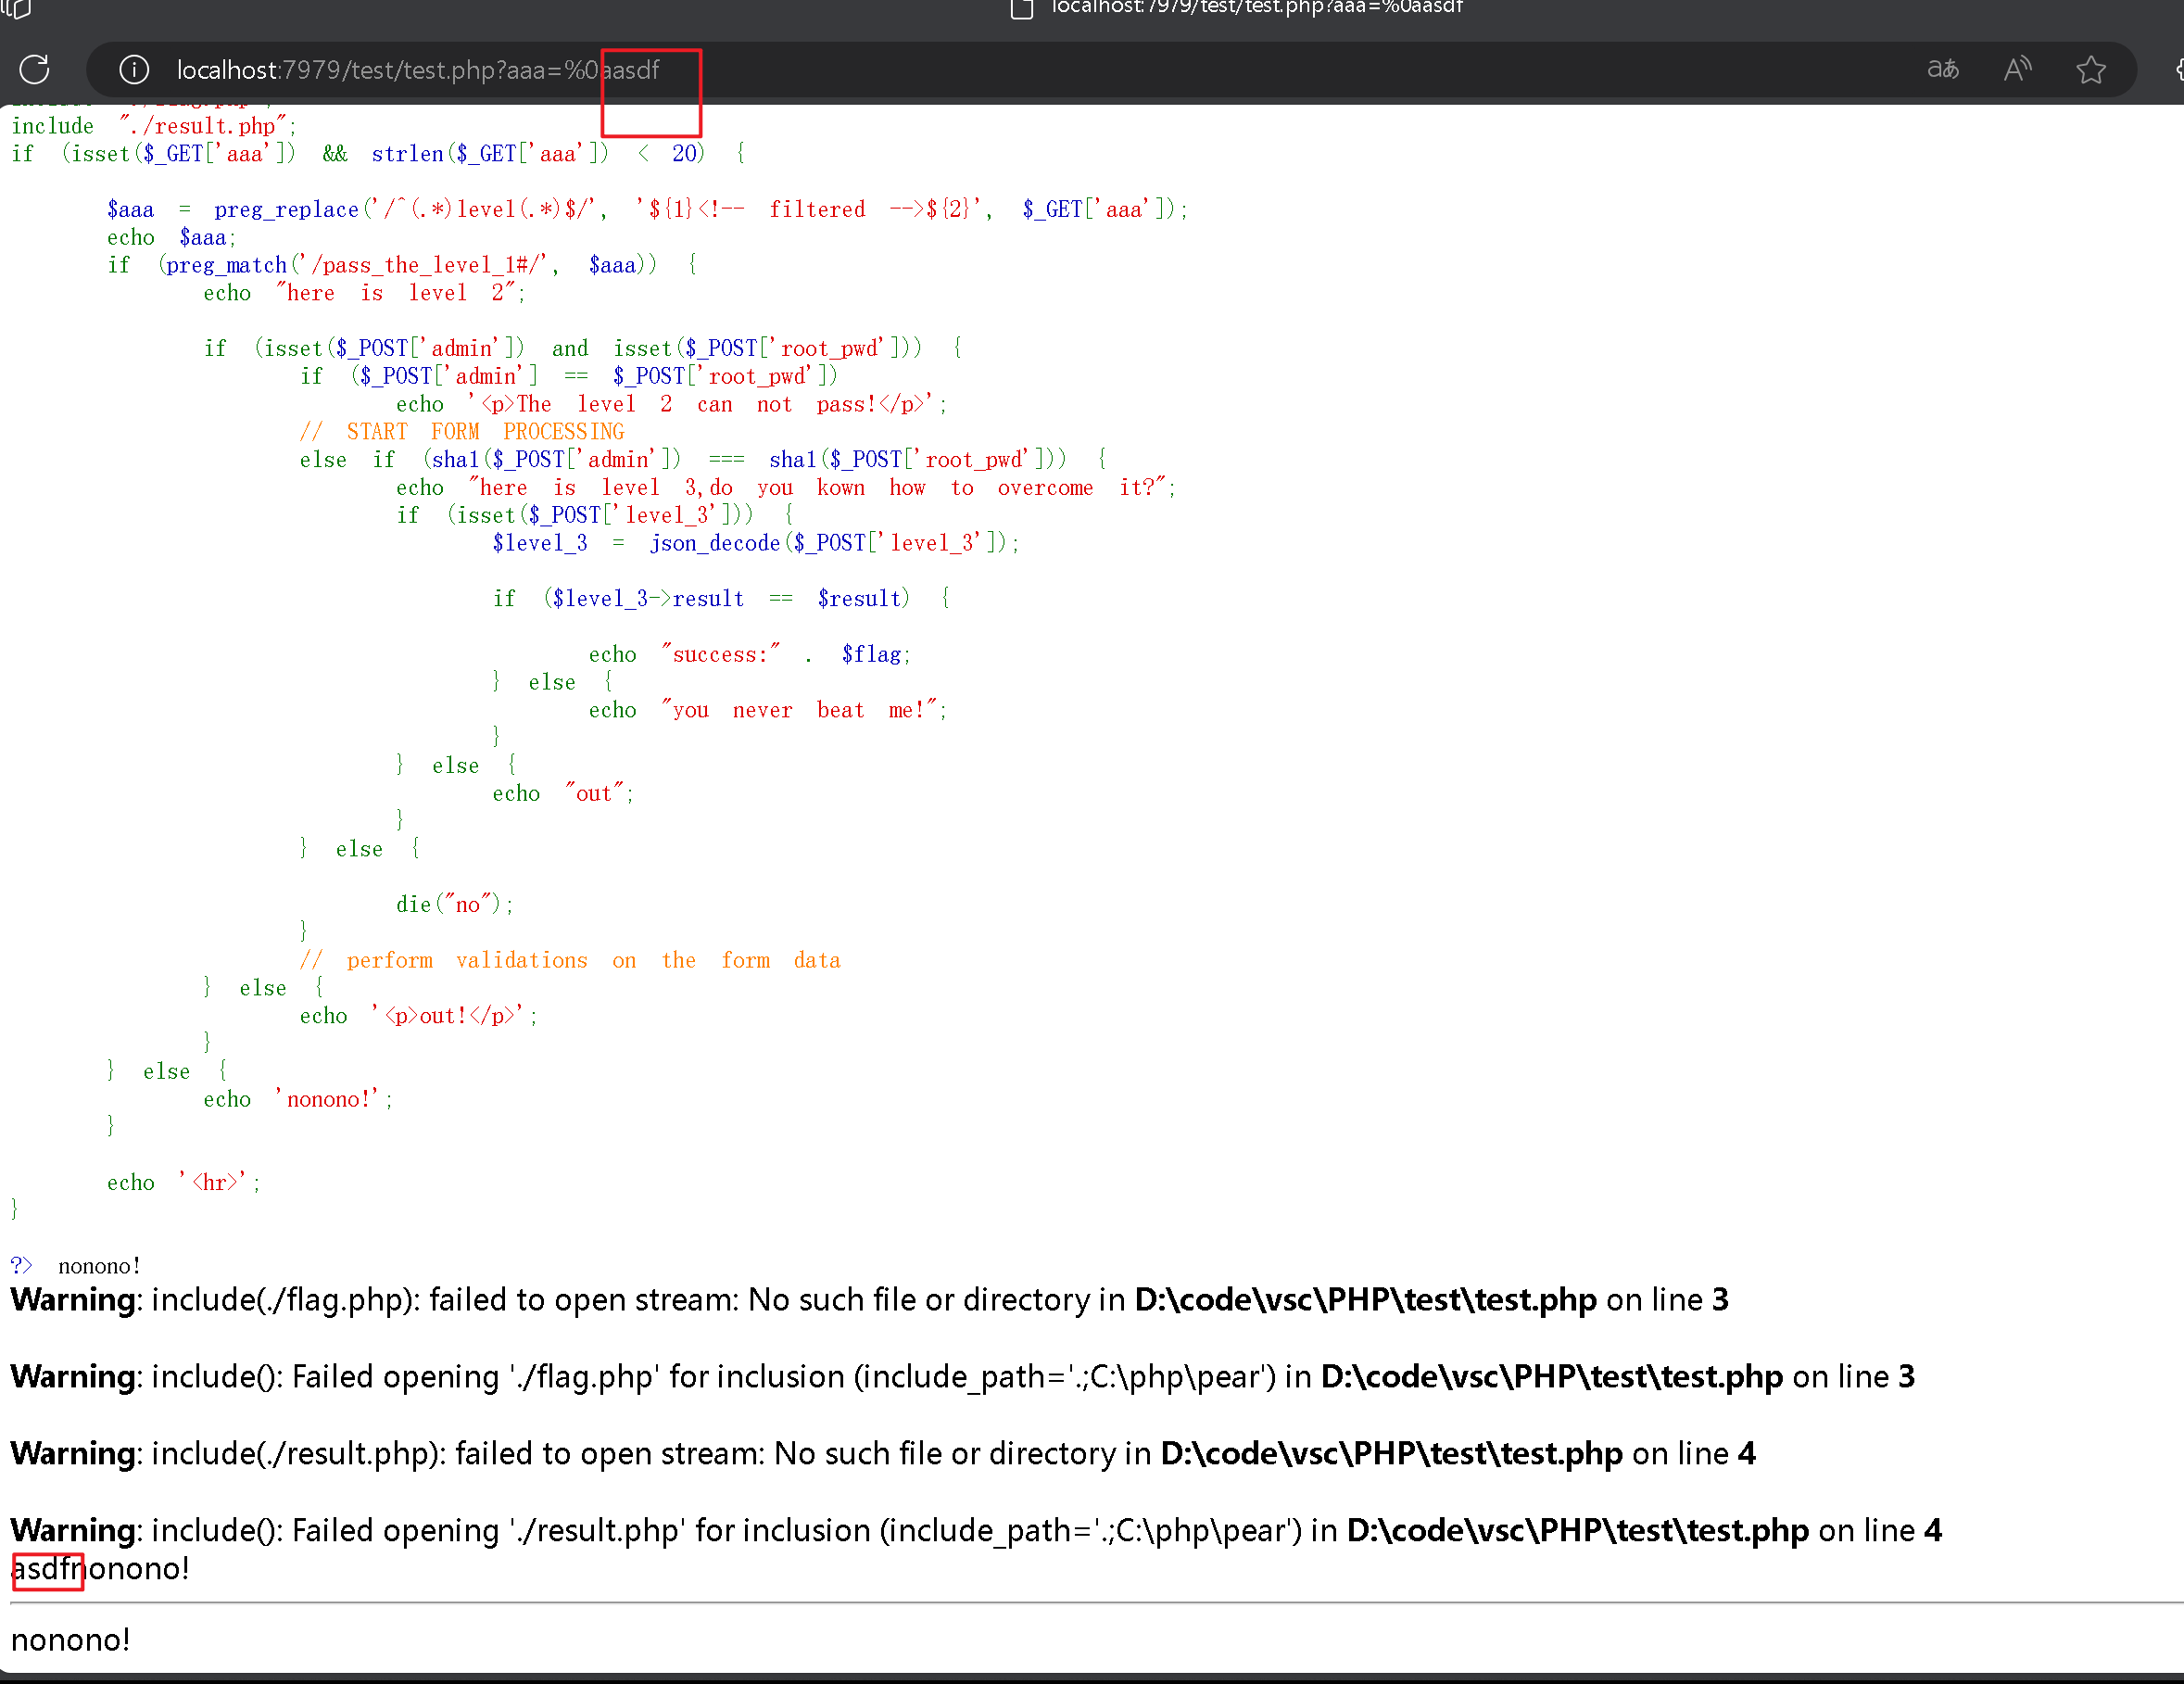 localhost:7979/test/test.php?aaa=%0aasdf
localhost:7979/test/test.php?aaa=%0aasdf
include "./flag.php";
include "./result.php";
if (isset($_GET['aaa']) && strlen($_GET['aaa']) < 20) {
$aaa = preg_replace('/^(.*)level(.*)$/', '${1}<!-- filtered -->${2}', $_GET['aaa']);
echo $aaa;
if (preg_match('/pass_the_level_1#/', $aaa)) {
echo "here is level 2";
if (isset($_POST['admin']) and isset($_POST['root_pwd'])) {
if ($_POST['admin'] == $_POST['root_pwd'])
echo '<p>The level 2 can not pass!</p>';
// START FORM PROCESSING
else if (sha1($_POST['admin']) === sha1($_POST['root_pwd'])) {
echo "here is level 3,do you kown how to overcome it?";
if (isset($_POST['level_3'])) {
$level_3 = json_decode($_POST['level_3']);
if ($level_3->result == $result) {
echo "success:" . $flag;
} else {
echo "you never beat me!";
}
} else {
echo "out";
}
} else {
die("no");
}
// perform validations on the form data
} else {
echo '<p>out!</p>';
}
} else {
echo 'nonono!';
}
echo '<hr>';
}
?> nonono!
Warning: include(./flag.php): failed to open stream: No such file or directory in D:\code\vsc\PHP\test\test.php on line 3
Warning: include(): Failed opening './flag.php' for inclusion (include_path='.;C:\php\pear') in D:\code\vsc\PHP\test\test.php on line 3
Warning: include(./result.php): failed to open stream: No such file or directory in D:\code\vsc\PHP\test\test.php on line 4
Warning: include(): Failed opening './result.php' for inclusion (include_path='.;C:\php\pear') in D:\code\vsc\PHP\test\test.php on line 4
asdfnonono!
nonono!